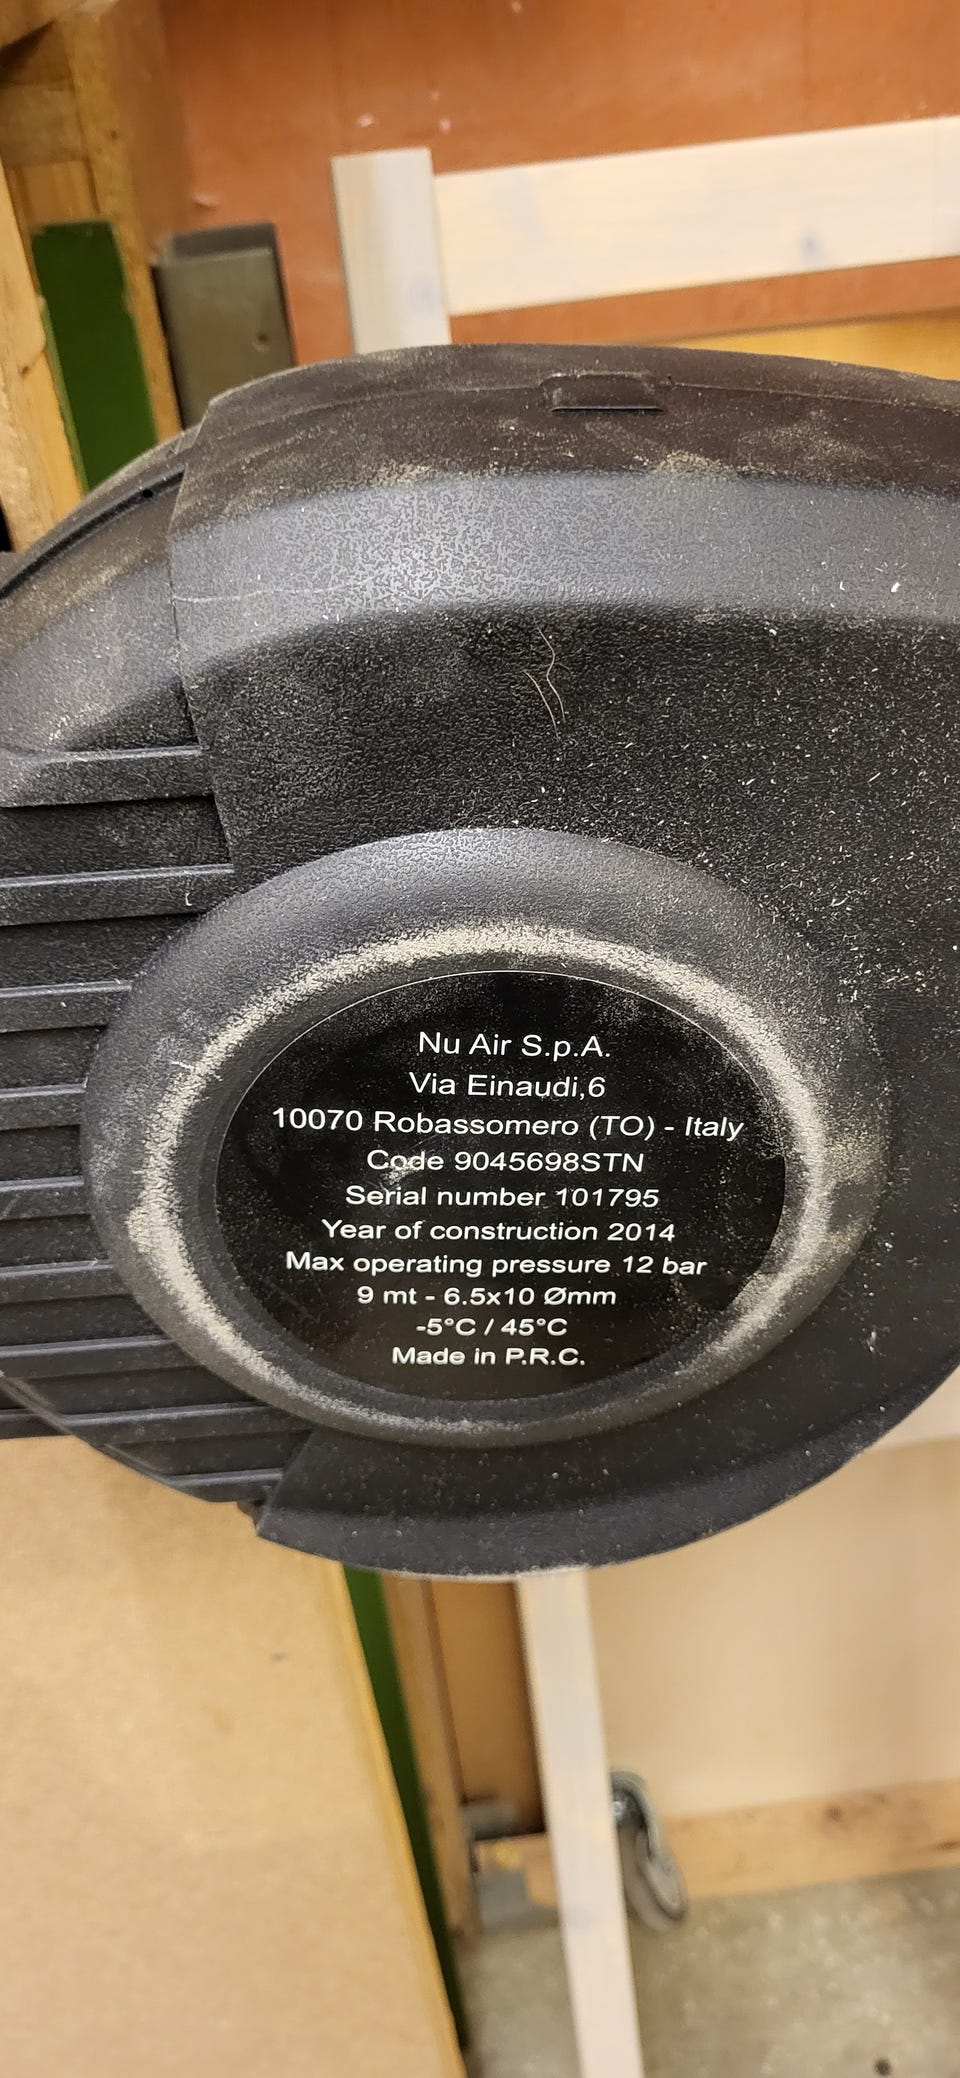 Nu Air S.p.A.
Via Einaudi,6
10070 Robassomero (TO) - Italy
Code 9045698STN
Serial number 101795
Year of construction 2014
Max operating pressure 12 bar
9 mt - 6.5x10 Ømm
-5°C / 45°C
Made in P.R.C.